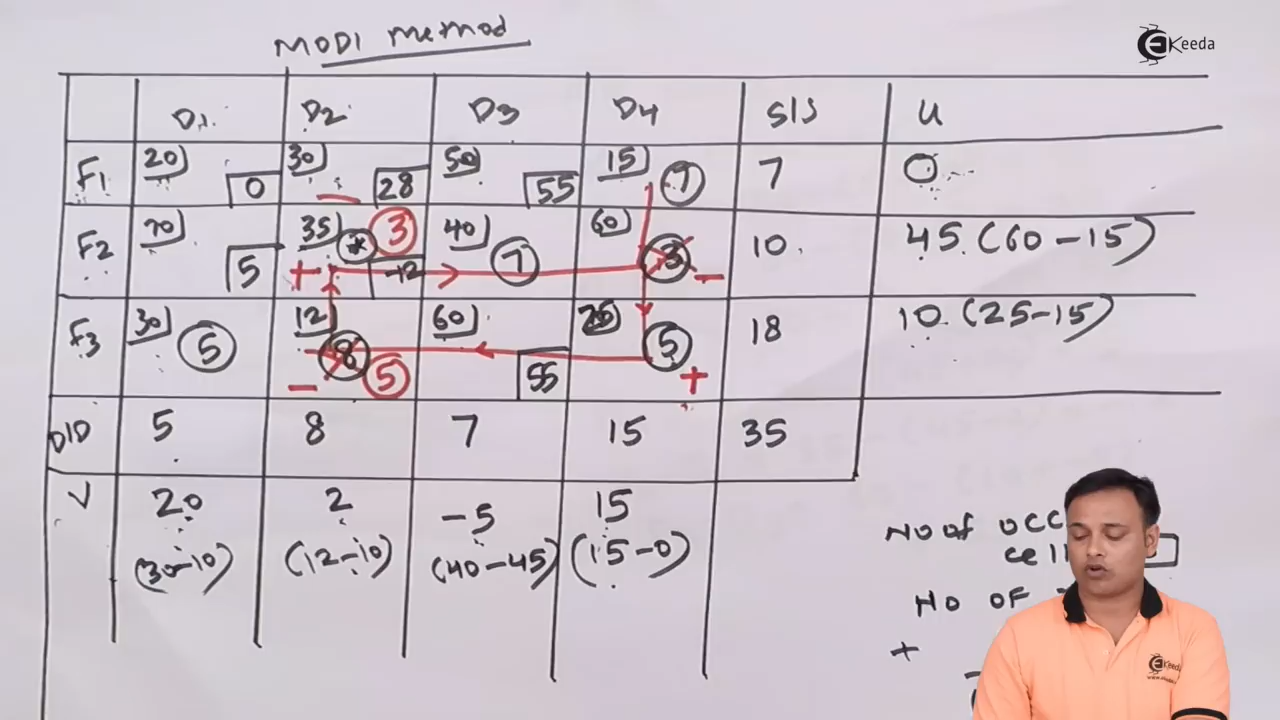 EKeeda
MODI method
D1 D2 D3 D4 S/S U
F1 20 0 30 28 50 55 15 7 7 0
F2 70 5 35 * 3 -12 40 7 60 3 10 45 (60-15)
+ -
F3 30 5 12 8 5 60 55 25 5 18 10 (25-15)
- +
D/D 5 8 7 15 35
V 20 2 -5 15
(30-10) (12-10) (40-45) (15-0)
No of occ
cell
No OF
+
EKeeda